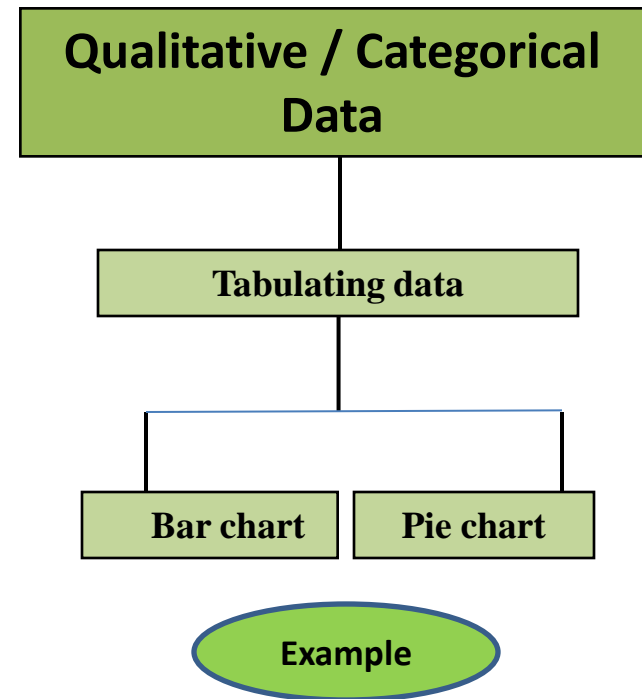 Qualitative / Categorical
Data
Tabulating data
Bar chart
Pie chart
Example